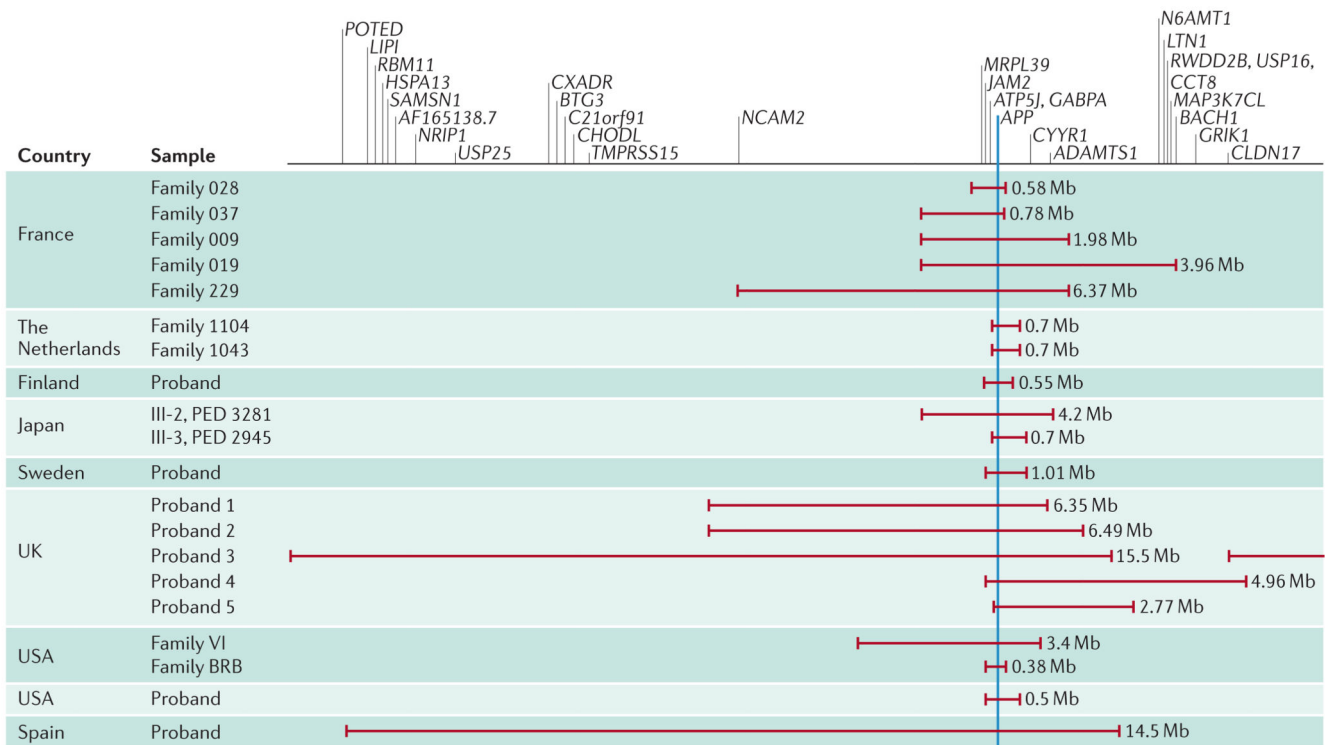 POTED
LIPI
RBM11
HSPA13
SAMSN1
AF165138.7
NRIP1
USP25
CXADR
BTG3
C21orf91
CHODL
TMPRSS15
NCAM2
MRPL39
JAM2
ATP5J, GABPA
APP
CYYR1
ADAMTS1
N6AMT1
LTN1
RWDD2B, USP16,
CCT8
MAP3K7CL
BACH1
GRIK1
CLDN17
Country Sample
France
Family 028 0.58 Mb
Family 037 0.78 Mb
Family 009 1.98 Mb
Family 019 3.96 Mb
Family 229 6.37 Mb
The
Netherlands
Family 1104 0.7 Mb
Family 1043 0.7 Mb
Finland Proband 0.55 Mb
Japan
III-2, PED 3281 4.2 Mb
III-3, PED 2945 0.7 Mb
Sweden Proband 1.01 Mb
UK
Proband 1 6.35 Mb
Proband 2 6.49 Mb
Proband 3 15.5 Mb
Proband 4 4.96 Mb
Proband 5 2.77 Mb
USA
Family VI 3.4 Mb
Family BRB 0.38 Mb
USA Proband 0.5 Mb
Spain Proband 14.5 Mb